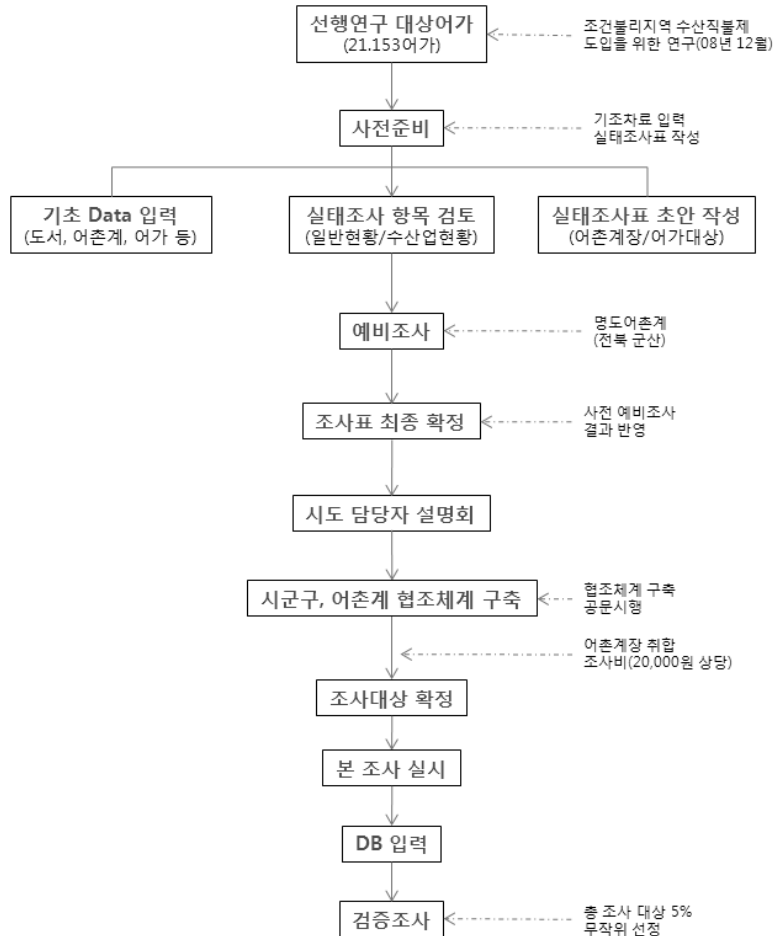 선행연구 대상어가
(21.153어가)
조건불리지역 수산직불제
도입을 위한 연구(08년 12월)
사전준비
기조차료 입력
실태조사표 작성
기초 Data 입력
(도서, 어촌계, 어가 등)
실태조사 항목 검토
(일반현황/수산업현황)
실태조사표 초안 작성
(어촌계장/어가대상)
예비조사
명도어촌계
(전북 군산)
조사표 최종 확정
사전 예비조사
결과 반영
시도 담당자 설명회
시군구, 어촌계 협조체계 구축
협조체계 구축
공문시행
어촌계장 취합
조사비(20,000원 상당)
조사대상 확정
본 조사 실시
DB 입력
검증조사
총 조사 대상 5%
무작위 선정